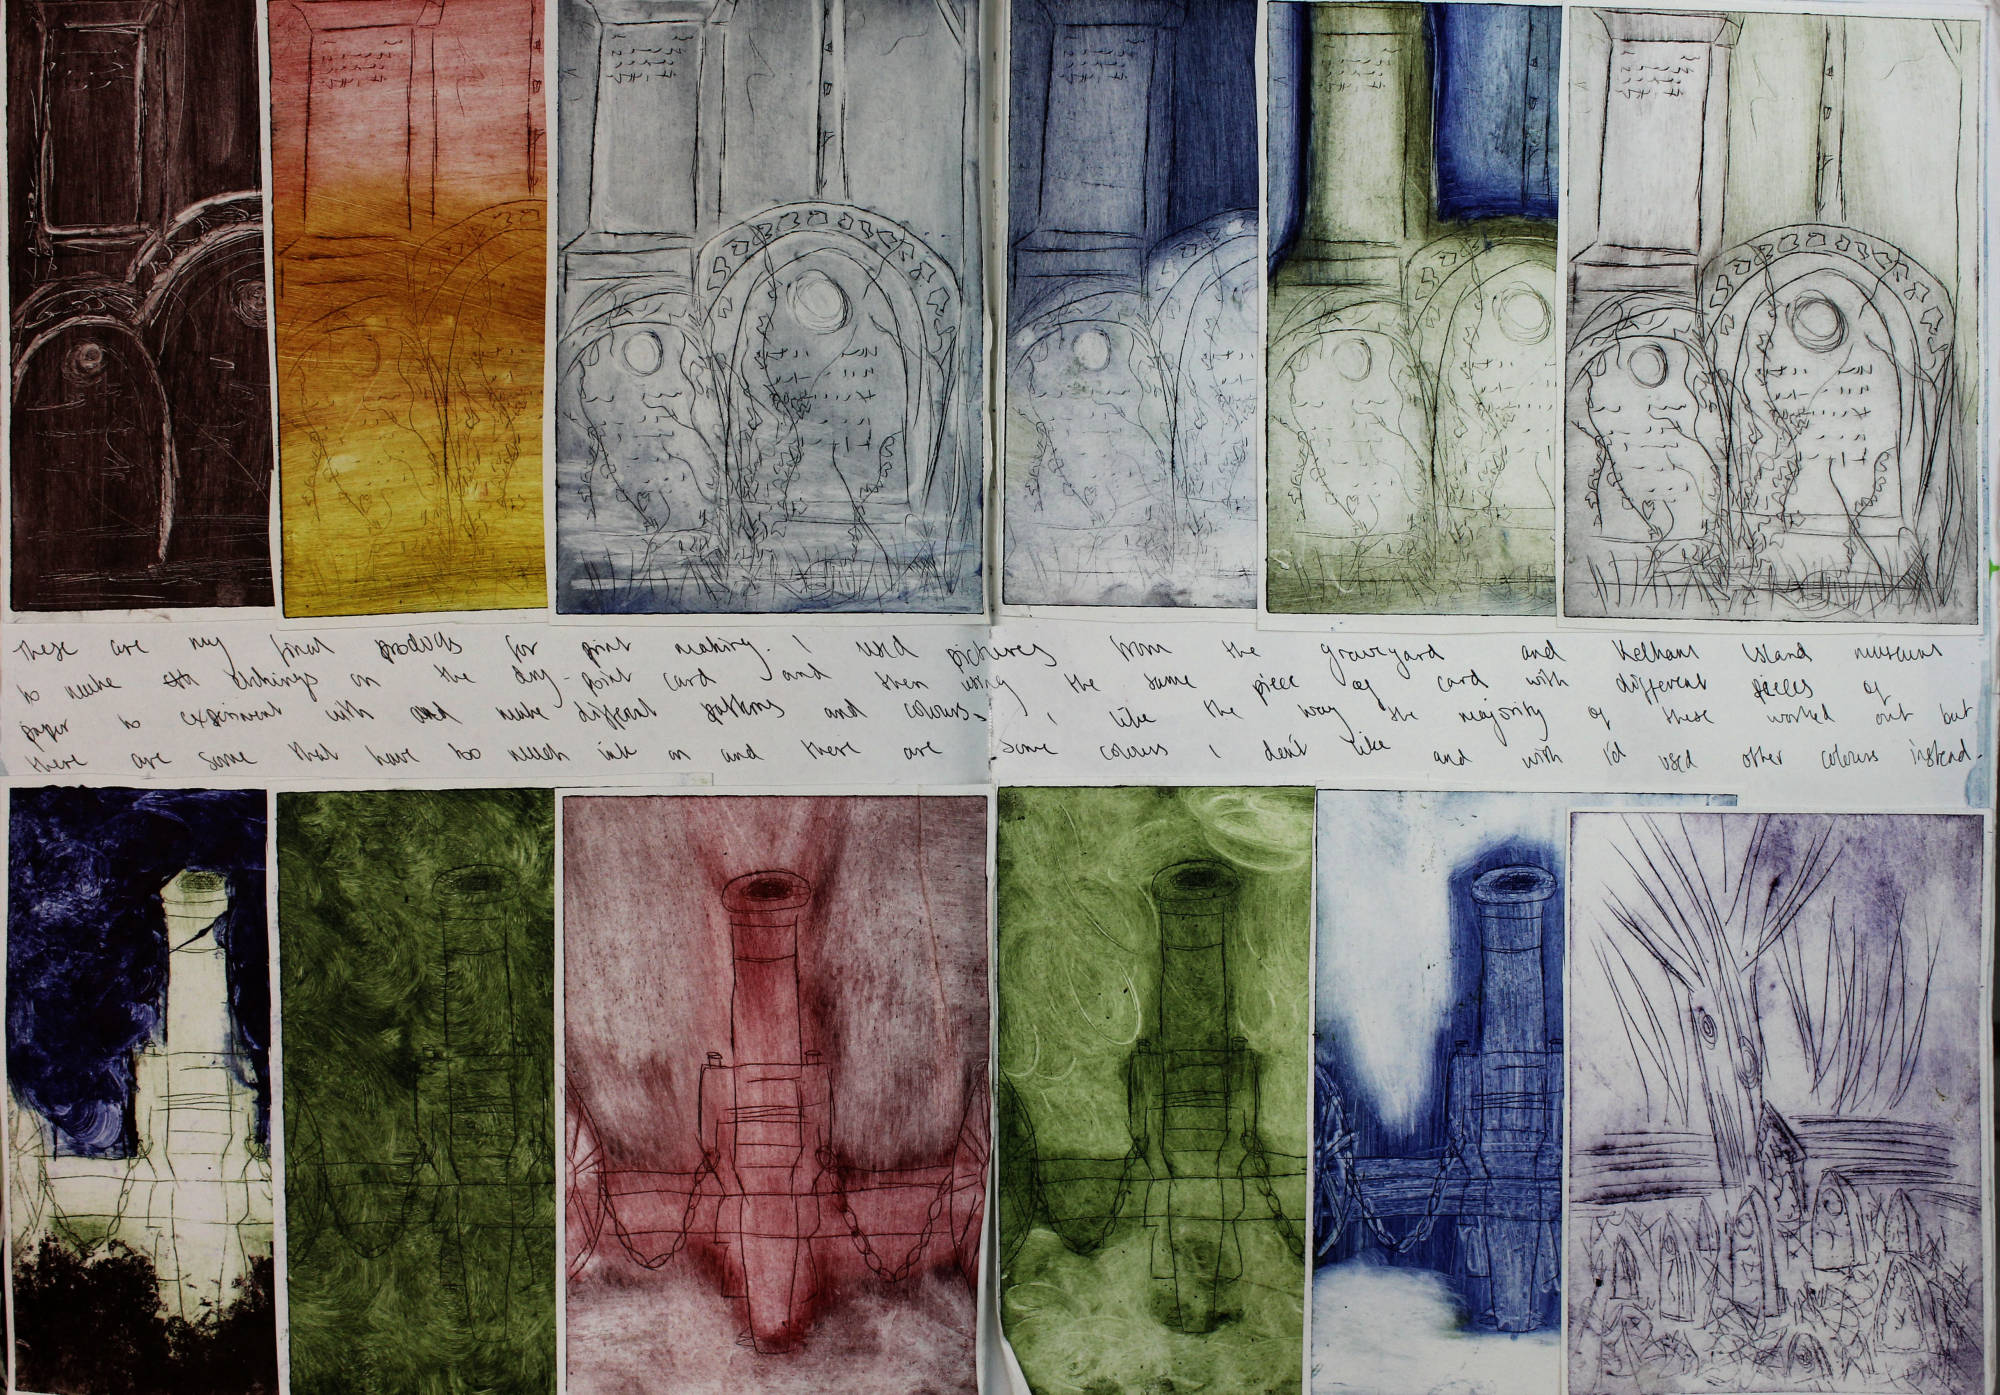 These are my final products for print making. I used pictures from the graveyard and Kelham Island museum
to make etchings on the dry-point card and then using the same piece of card with different pieces of
paper to experiment with and make different patterns and colours. I like the way the majority of these worked out but
there are some that have too much ink on and there are some colours I don't like and wish I'd used other colours instead.